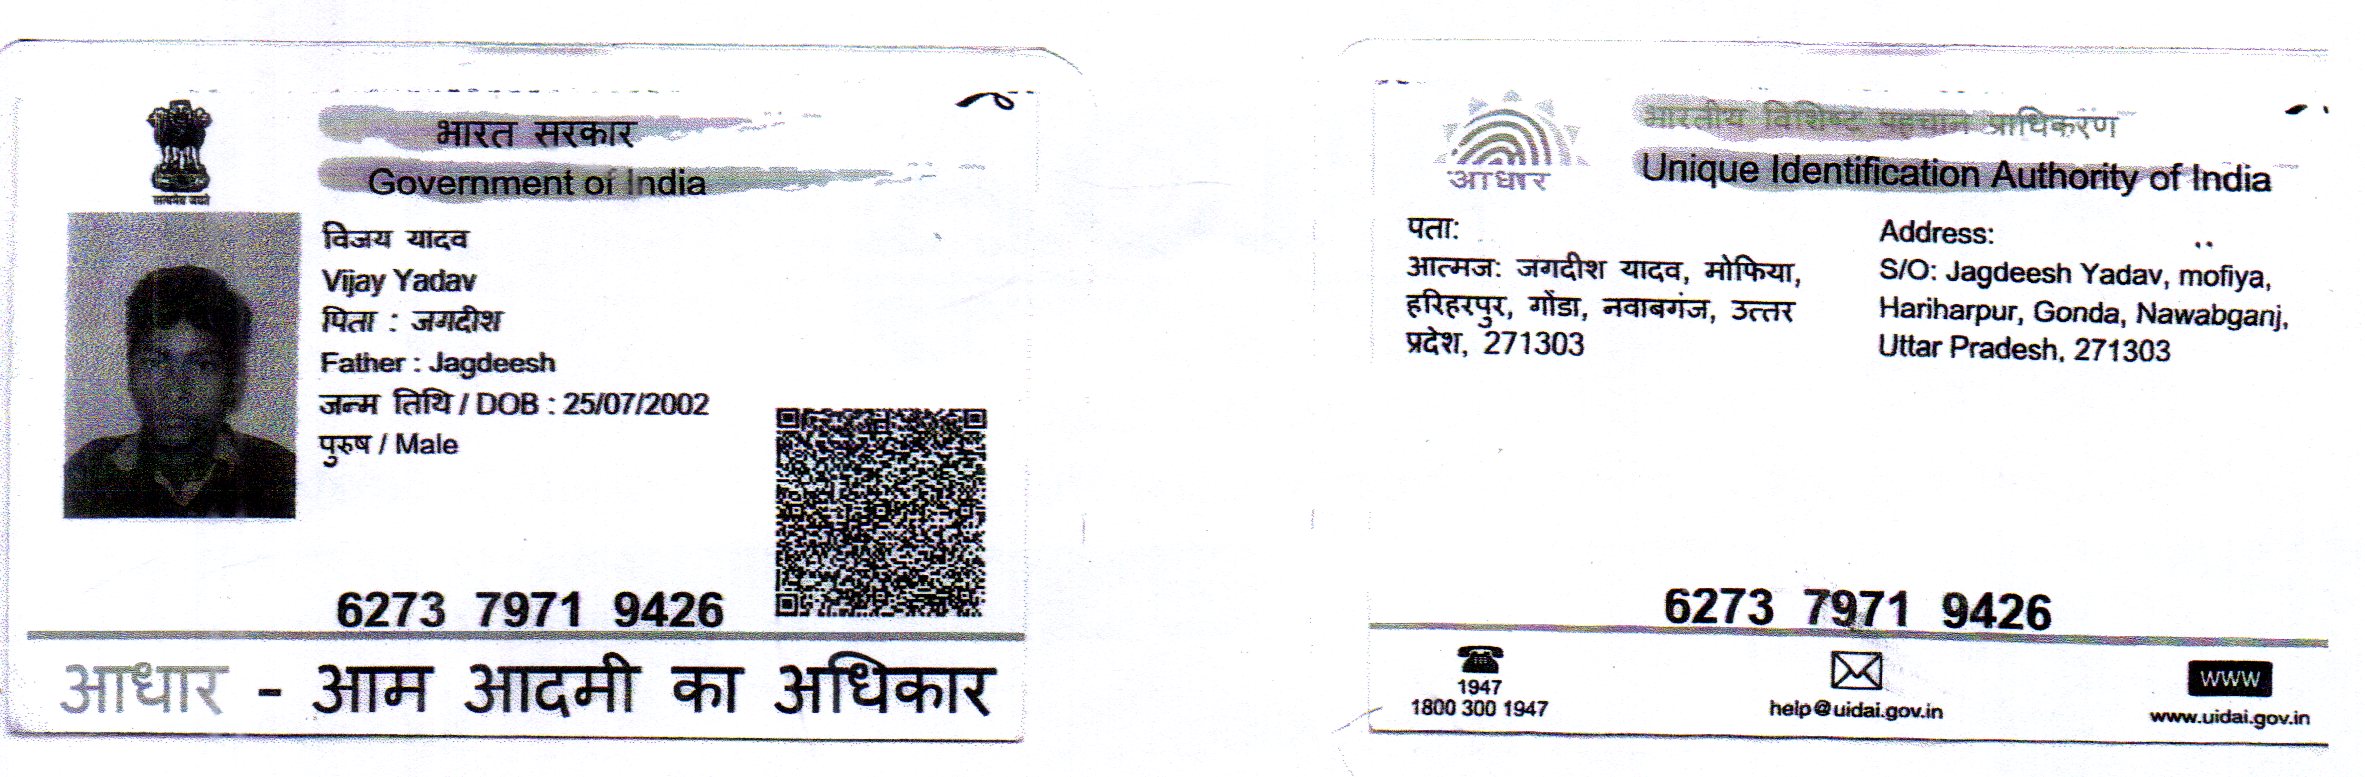 भारत सरकार
Government of India
विजय यादव
Vijay Yadav
पिता : जगदीश
Father : Jagdeesh
जन्म तिथि / DOB : 25/07/2002
पुरुष / Male
6273 7971 9426
आधार - आम आदमी का अधिकार
भारतीय विशिष्ट पहचान प्राधिकरण
Unique Identification Authority of India
आधार
पता:
आत्मज: जगदीश यादव, मोफिया,
हरिहरपुर, गोंडा, नवाबगंज, उत्तर
प्रदेश, 271303
Address:
S/O: Jagdeesh Yadav, mofiya,
Hariharpur, Gonda, Nawabganj,
Uttar Pradesh, 271303
6273 7971 9426
1947
1800 300 1947
help@uidai.gov.in
www
www.uidai.gov.in